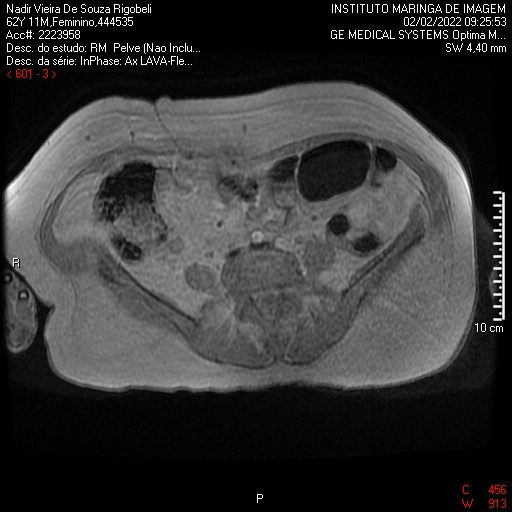 Nadir Vieira De Souza Rigobeli
62Y 11M,Feminino,444535
Acc#: 2223958
Desc. do estudo: RM Pelve (Nao Inclu...
Desc. da série: InPhase: Ax LAVA-Fle...
< 601 - 3 >
INSTITUTO MARINGA DE IMAGEM
02/02/2022 09:25:53
GE MEDICAL SYSTEMS Optima M...
SW 4,40 mm
R
10 cm
P
C 456
W 913